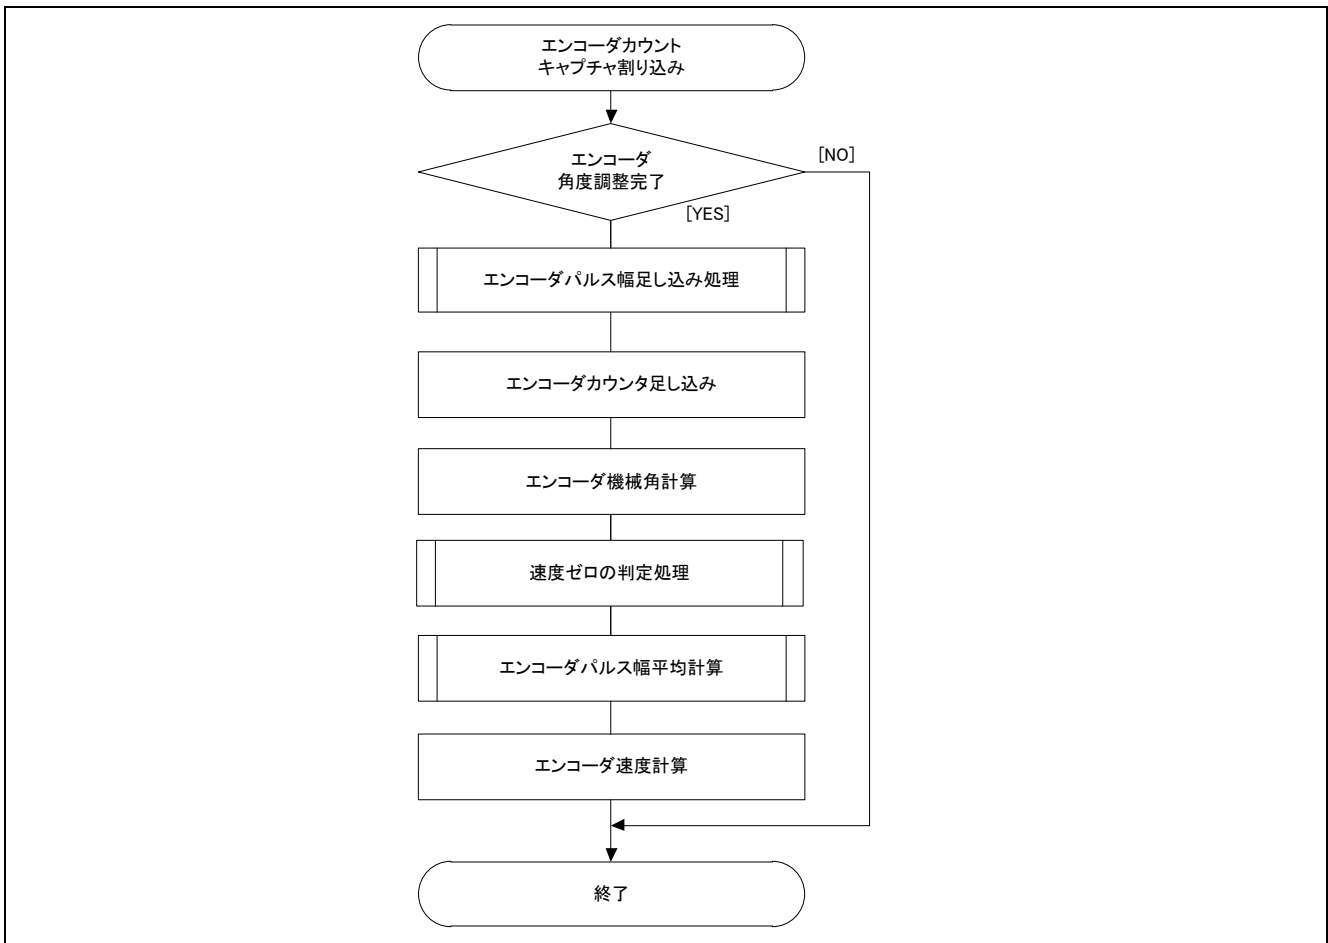 エンコーダカウント
キャプチャ割り込み
エンコーダ
角度調整完了
[NO]
[YES]
エンコーダパルス幅足し込み処理
エンコーダカウンタ足し込み
エンコーダ機械角計算
速度ゼロの判定処理
エンコーダパルス幅平均計算
エンコーダ速度計算
終了